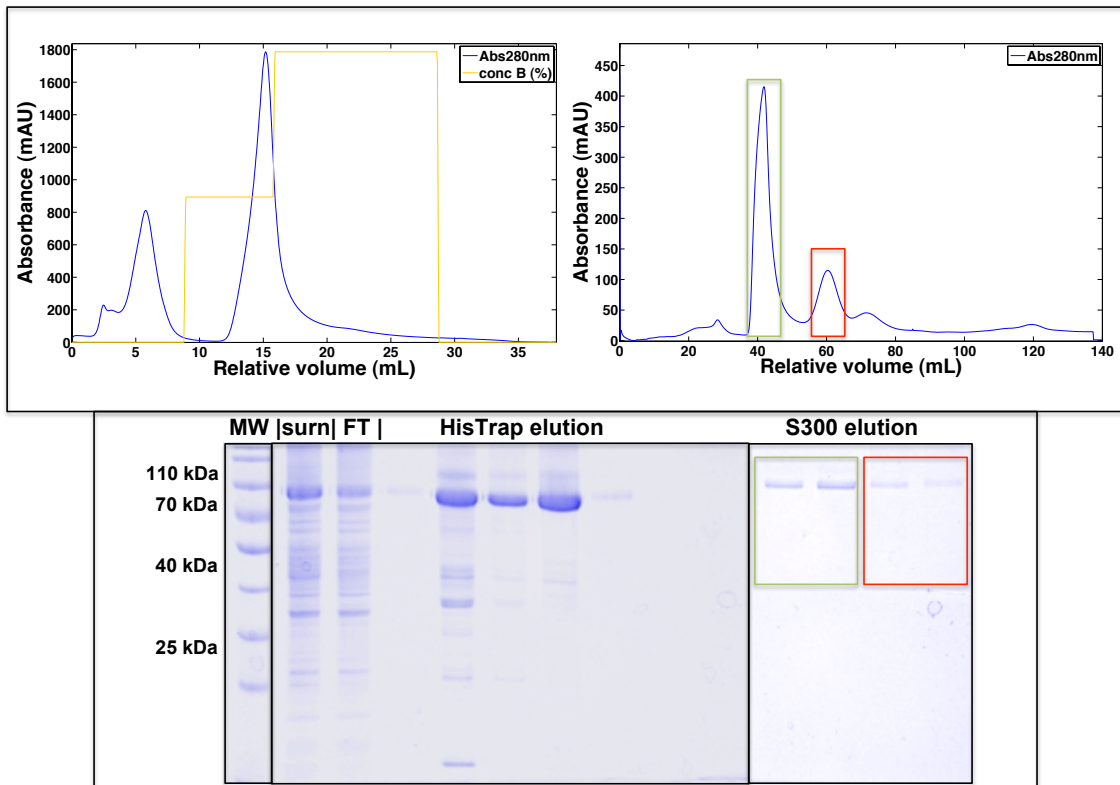 1800
1600
1400
1200
1000
800
600
400
200
0
Absorbance (mAU)
Abs280nm
conc B (%)
0 5 10 15 20 25 30 35
Relative volume (mL)
450
400
350
300
250
200
150
100
50
0
Absorbance (mAU)
Abs280nm
0 20 40 60 80 100 120 140
Relative volume (mL)
MW |surn| FT | HisTrap elution S300 elution
110 kDa
70 kDa
40 kDa
25 kDa